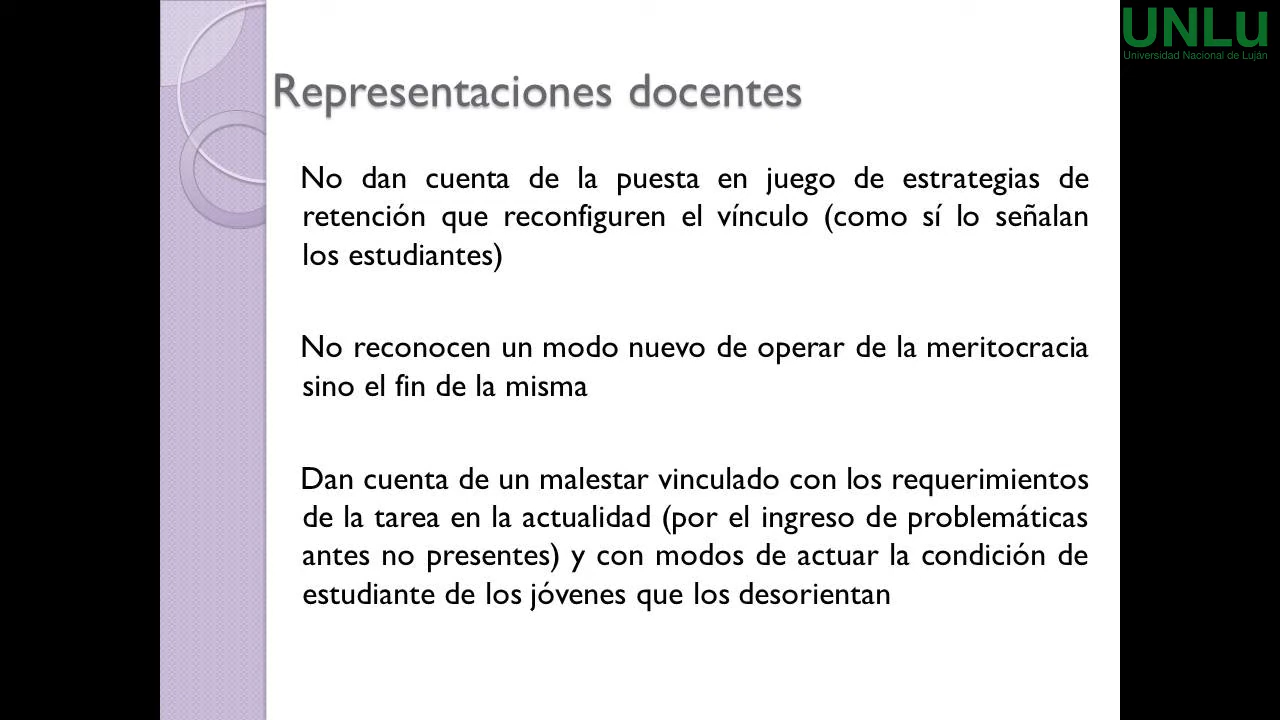 UNLu
Universidad Nacional de Luján
Representaciones docentes
No dan cuenta de la puesta en juego de estrategias de
retención que reconfiguren el vínculo (como sí lo señalan
los estudiantes)
No reconocen un modo nuevo de operar de la meritocracia
sino el fin de la misma
Dan cuenta de un malestar vinculado con los requerimientos
de la tarea en la actualidad (por el ingreso de problemáticas
antes no presentes) y con modos de actuar la condición de
estudiante de los jóvenes que los desorientan